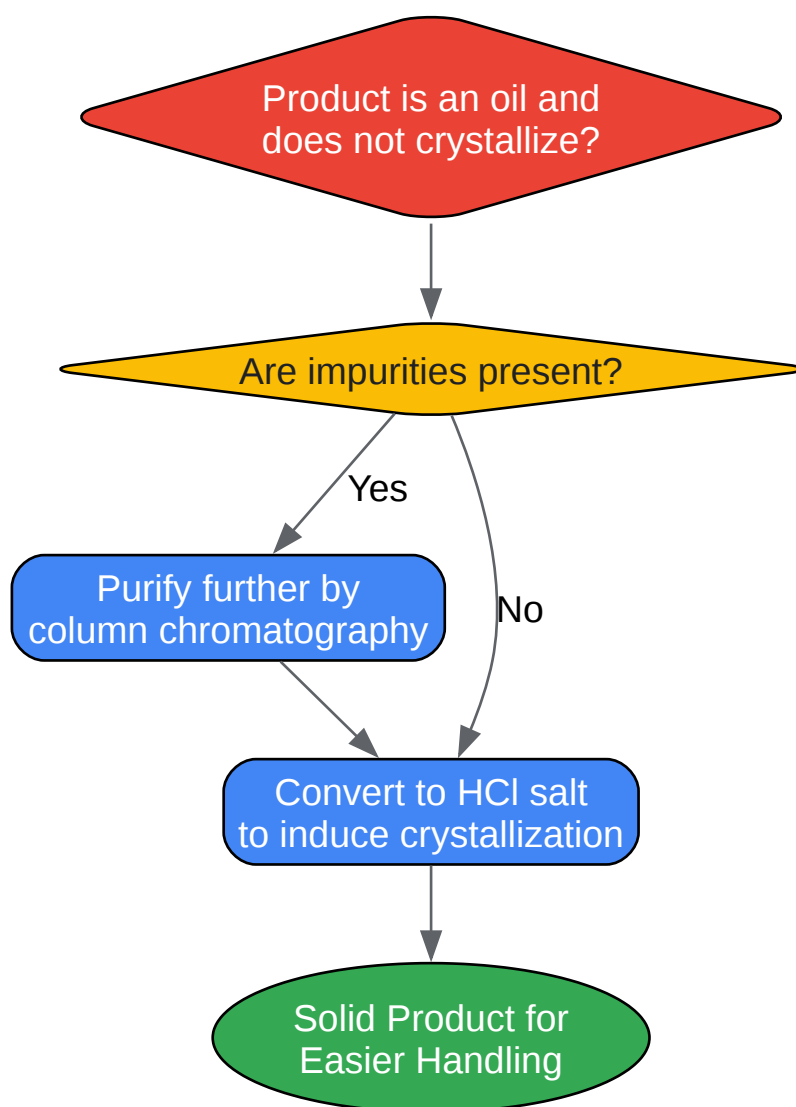 Product is an oil and
does not crystallize?
Are impurities present?
Yes
Purify further by
column chromatography
No
Convert to HCl salt
to induce crystallization
Solid Product for
Easier Handling